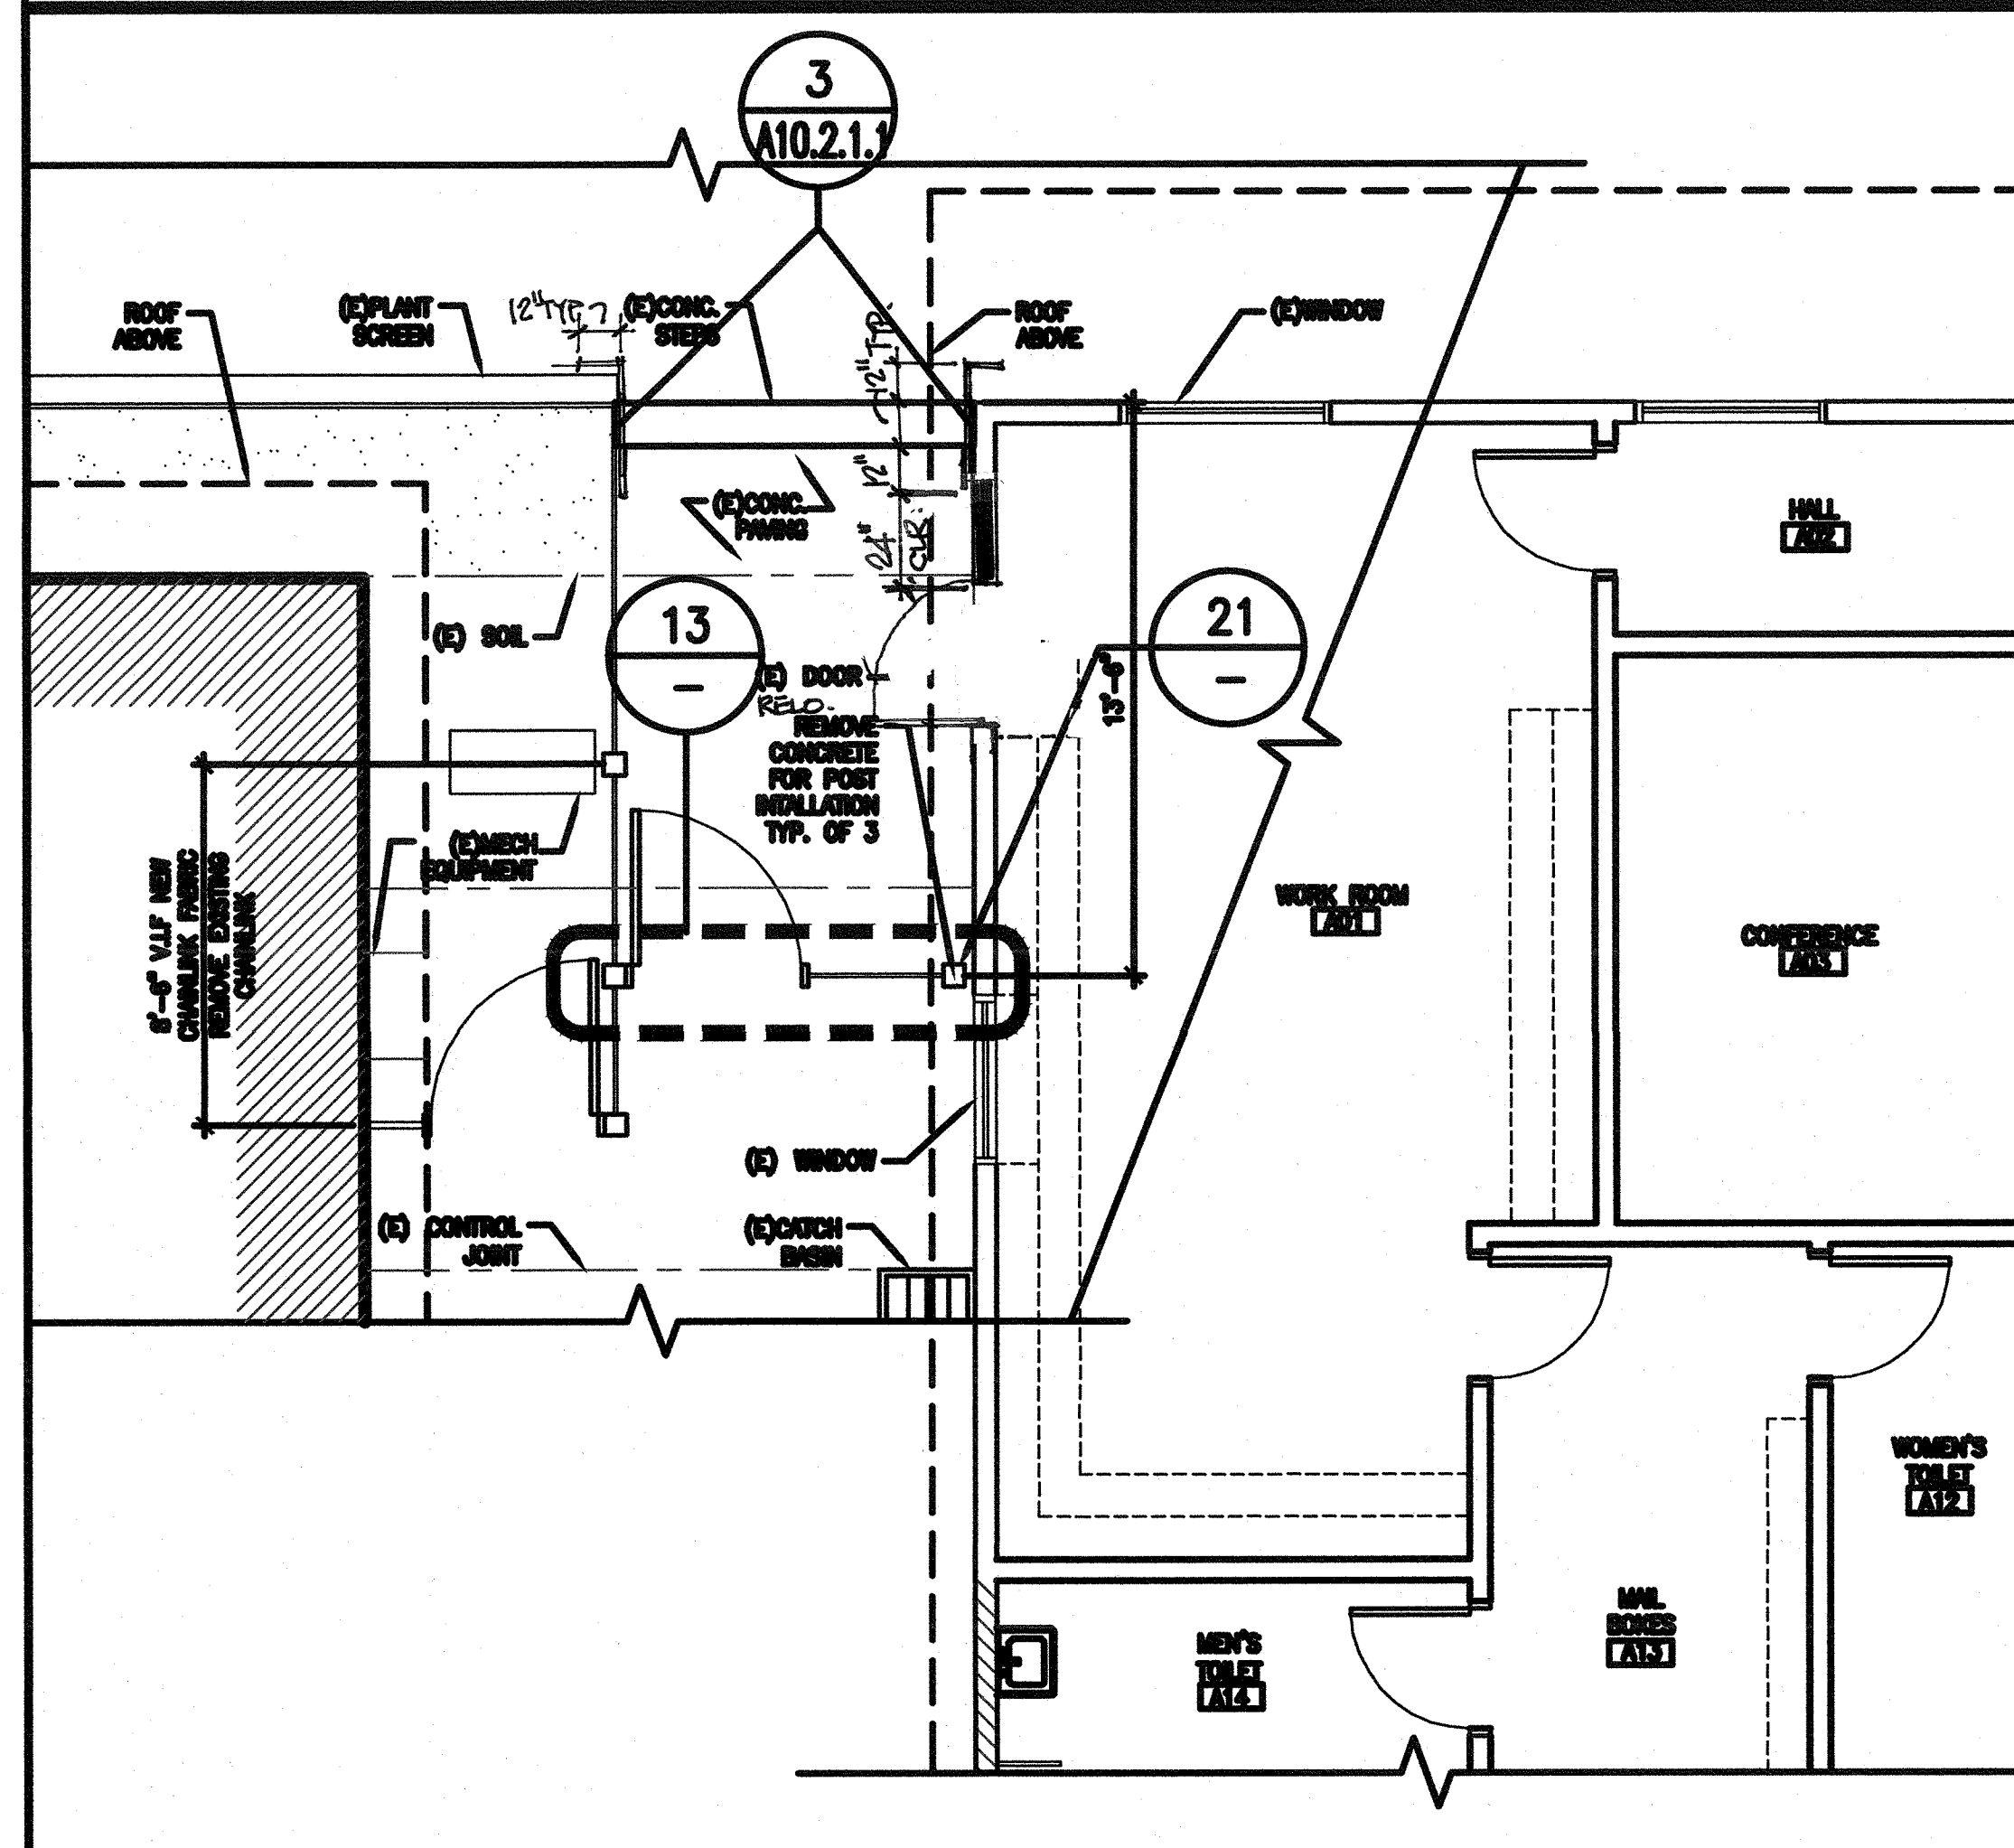 3
A10.2.1.1
ROOF
ABOVE
(E)PLANT
SCREEN
12" TYP.
(E)CONC.
STEPS
12" TYP.
ROOF
ABOVE
(E)WINDOW
12"
(E)CONC.
PAVING
24"
CLR.
HALL
A02
(E) SOIL
13
–
21
–
(E) DOOR
RELO.
13'-6"
REMOVE
CONCRETE
FOR POST
INTALLATION
TYP. OF 3
(E)MECH
EQUIPMENT
8'-6" V.I.F NEW
CHAINLINK FABRIC
REMOVE EXISTING
CHAINLINK
WORK ROOM
A01
CONFERENCE
A03
(E) WINDOW
(E) CONTROL
JOINT
(E)CATCH
BASIN
WOMEN'S
TOILET
A12
MAIL
BOXES
A13
MEN'S
TOILET
A14